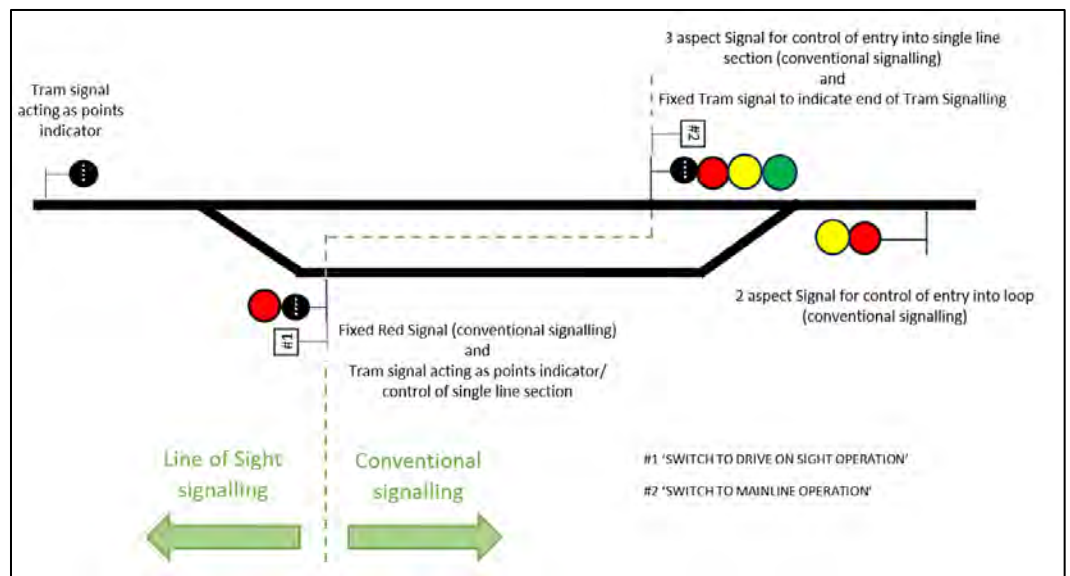 3 aspect Signal for control of entry into single line
section (conventional signalling)
and
Fixed Tram signal to indicate end of Tram Signalling
Tram signal
acting as points
indicator
#2
2 aspect Signal for control of entry into loop
(conventional signalling)
#1
Fixed Red Signal (conventional signalling)
and
Tram signal acting as points indicator/
control of single line section
Line of Sight
signalling
Conventional
signalling
#1 ‘SWITCH TO DRIVE ON SIGHT OPERATION’
#2 ‘SWITCH TO MAINLINE OPERATION’